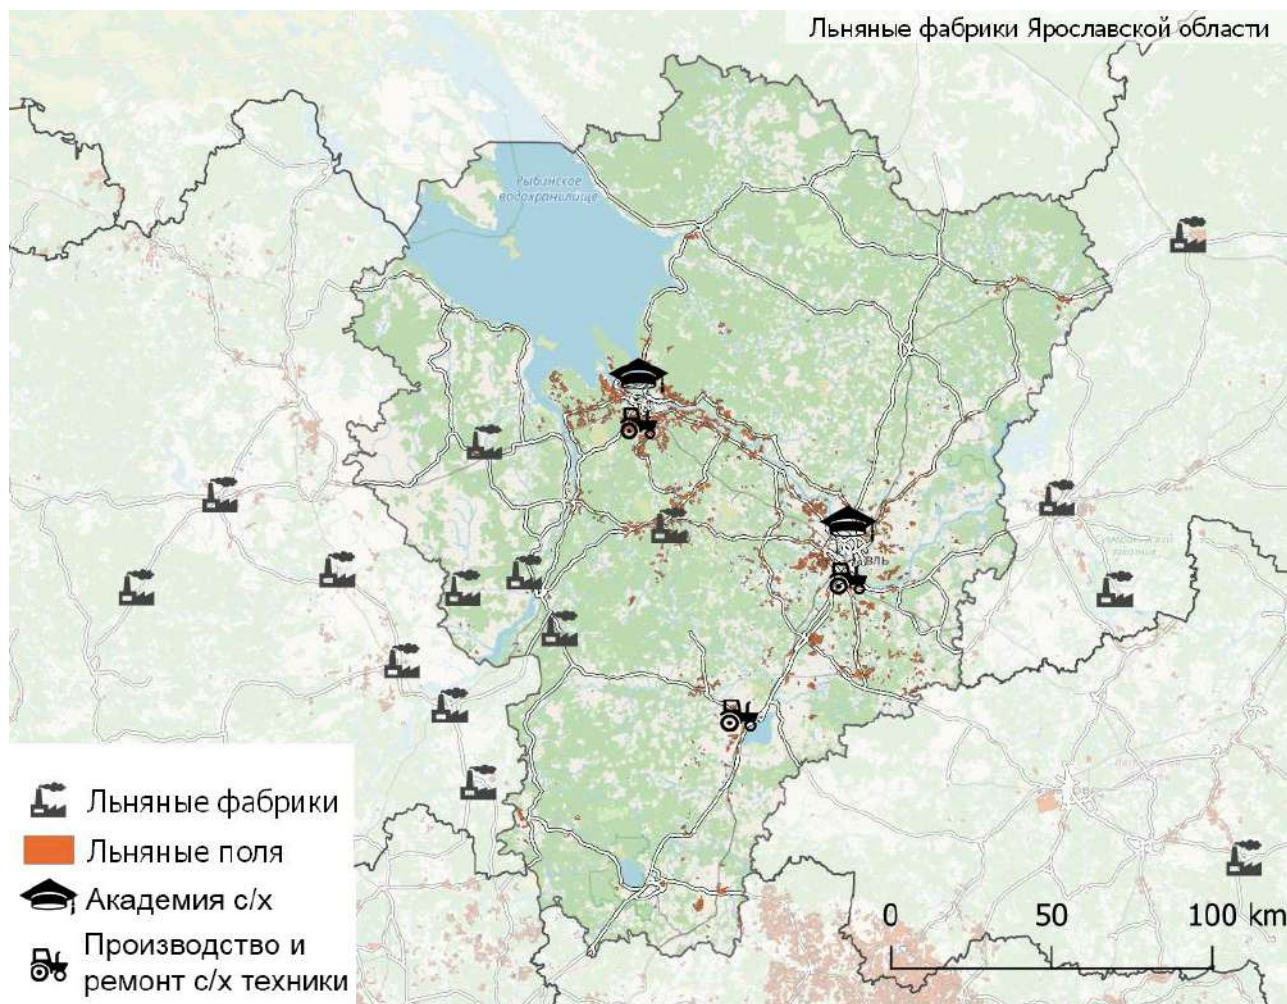 Льняные фабрики Ярославской области
Рыбинское
водохранилище
Льняные фабрики
Льняные поля
Академия с/х
Производство и
ремонт с/х техники
0 50 100 km